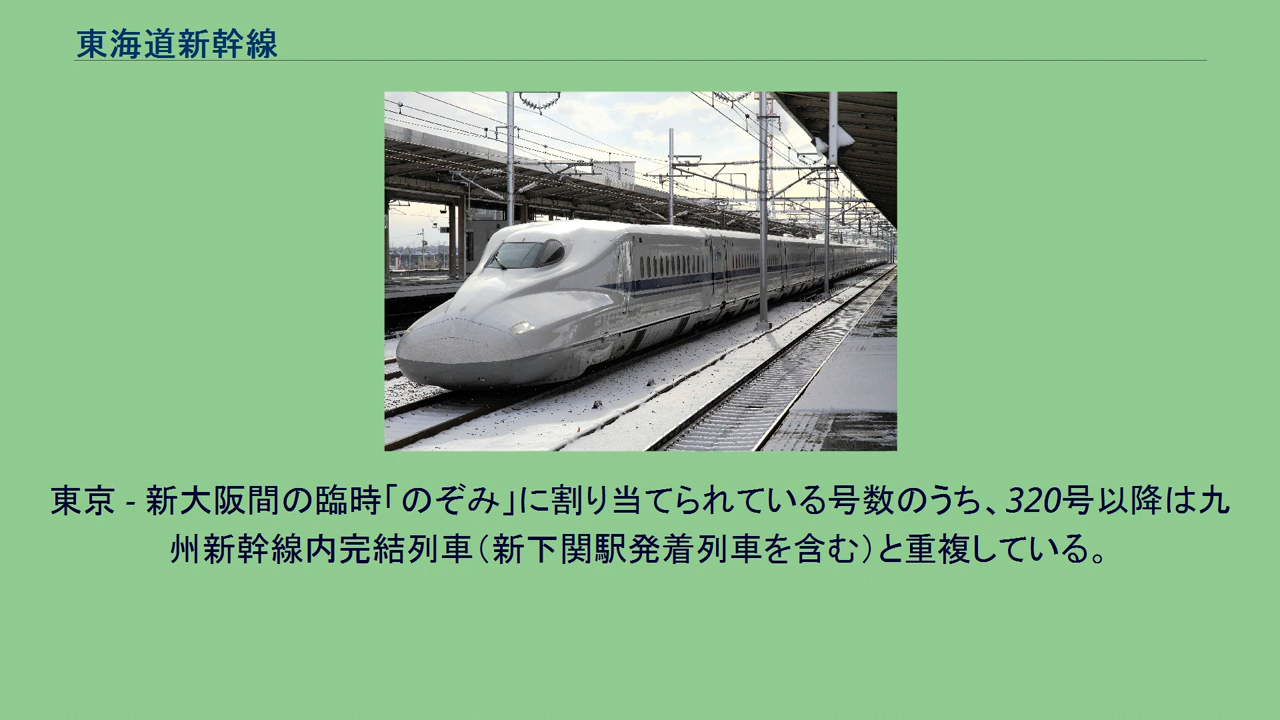 東海道新幹線
東京 - 新大阪間の臨時「のぞみ」に割り当てられている号数のうち、320号以降は九
州新幹線内完結列車（新下関駅発着列車を含む）と重複している。